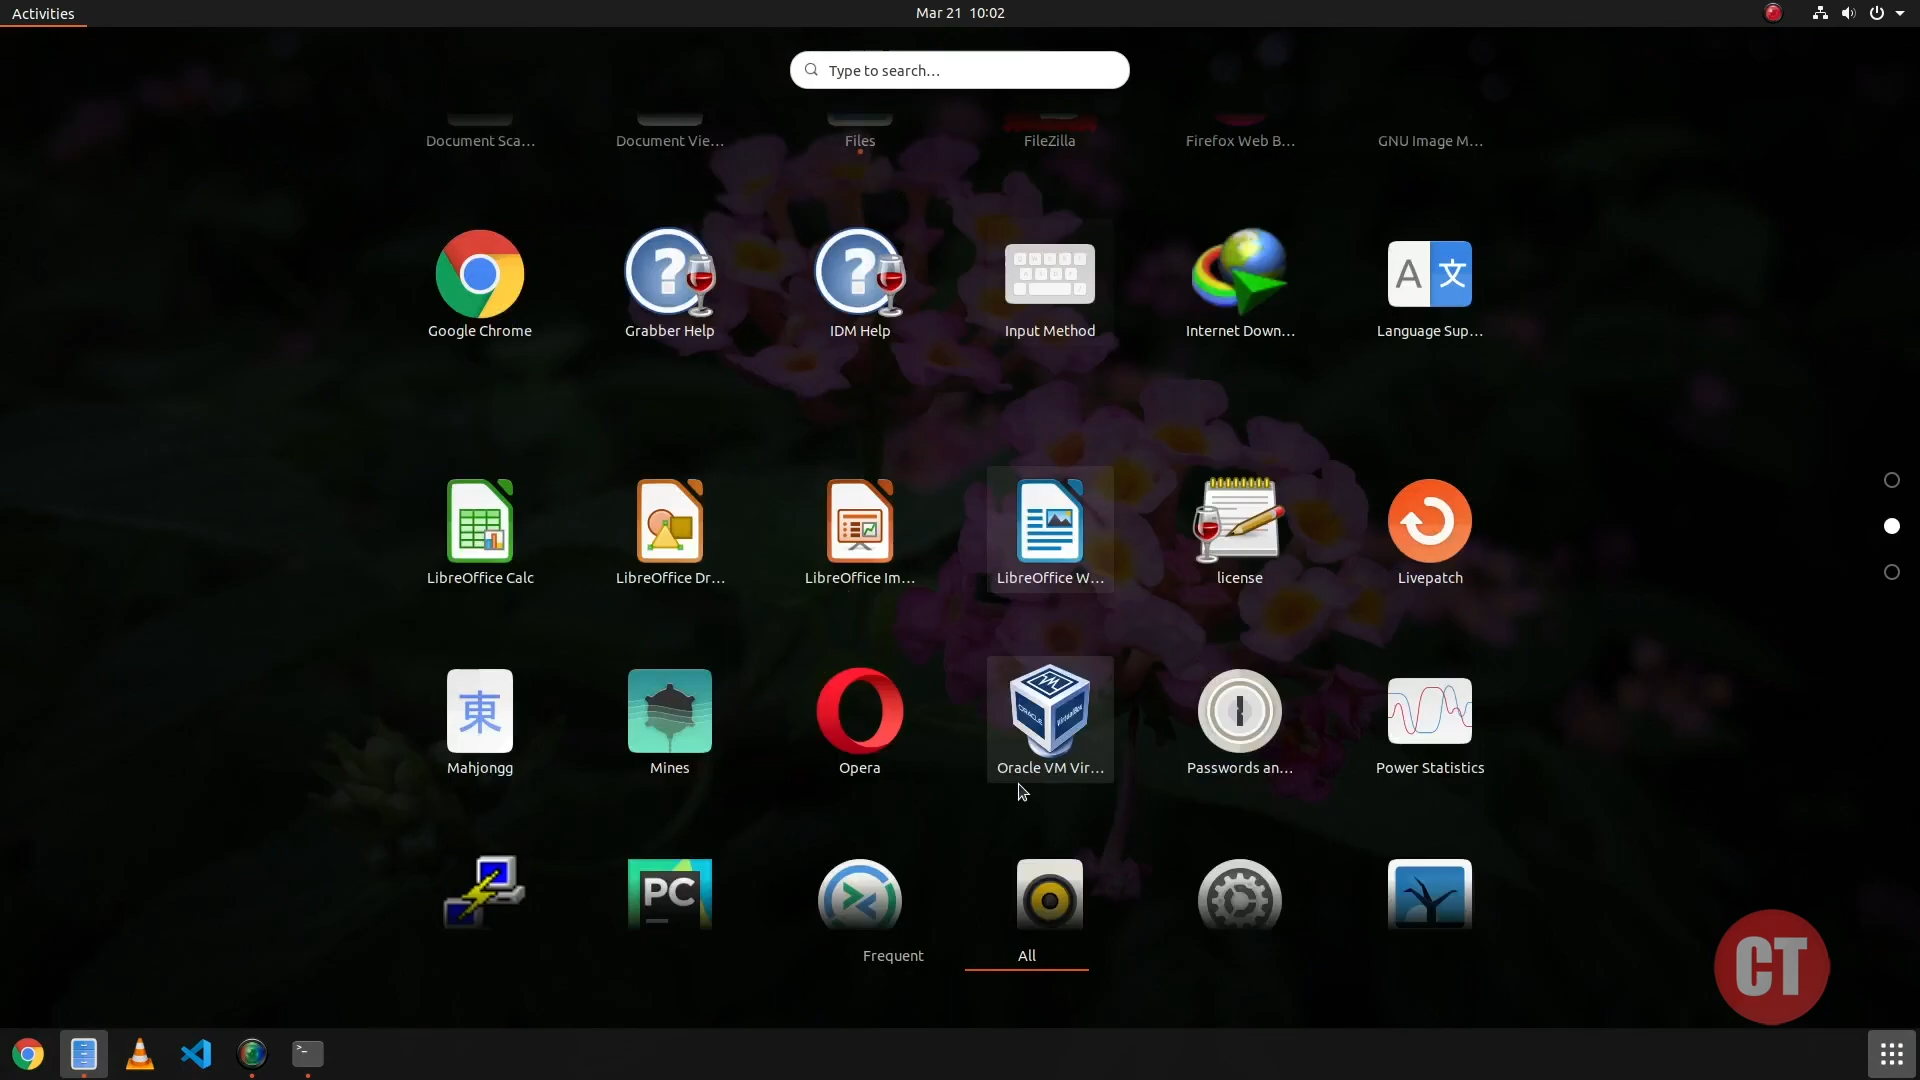 Activities
Mar 21 10:02
Type to search...
Document Sca...
Document Vie...
Files
FileZilla
Firefox Web B...
GNU Image M...
Google Chrome
Grabber Help
IDM Help
Input Method
Internet Down...
Language Sup...
A 文
LibreOffice Calc
LibreOffice Dr...
LibreOffice Im...
LibreOffice W...
license
Livepatch
東
ORACLE
VirtualBox
Mahjongg
Mines
Opera
Oracle VM Vir...
Passwords an...
Power Statistics
PC
Frequent
All
CT